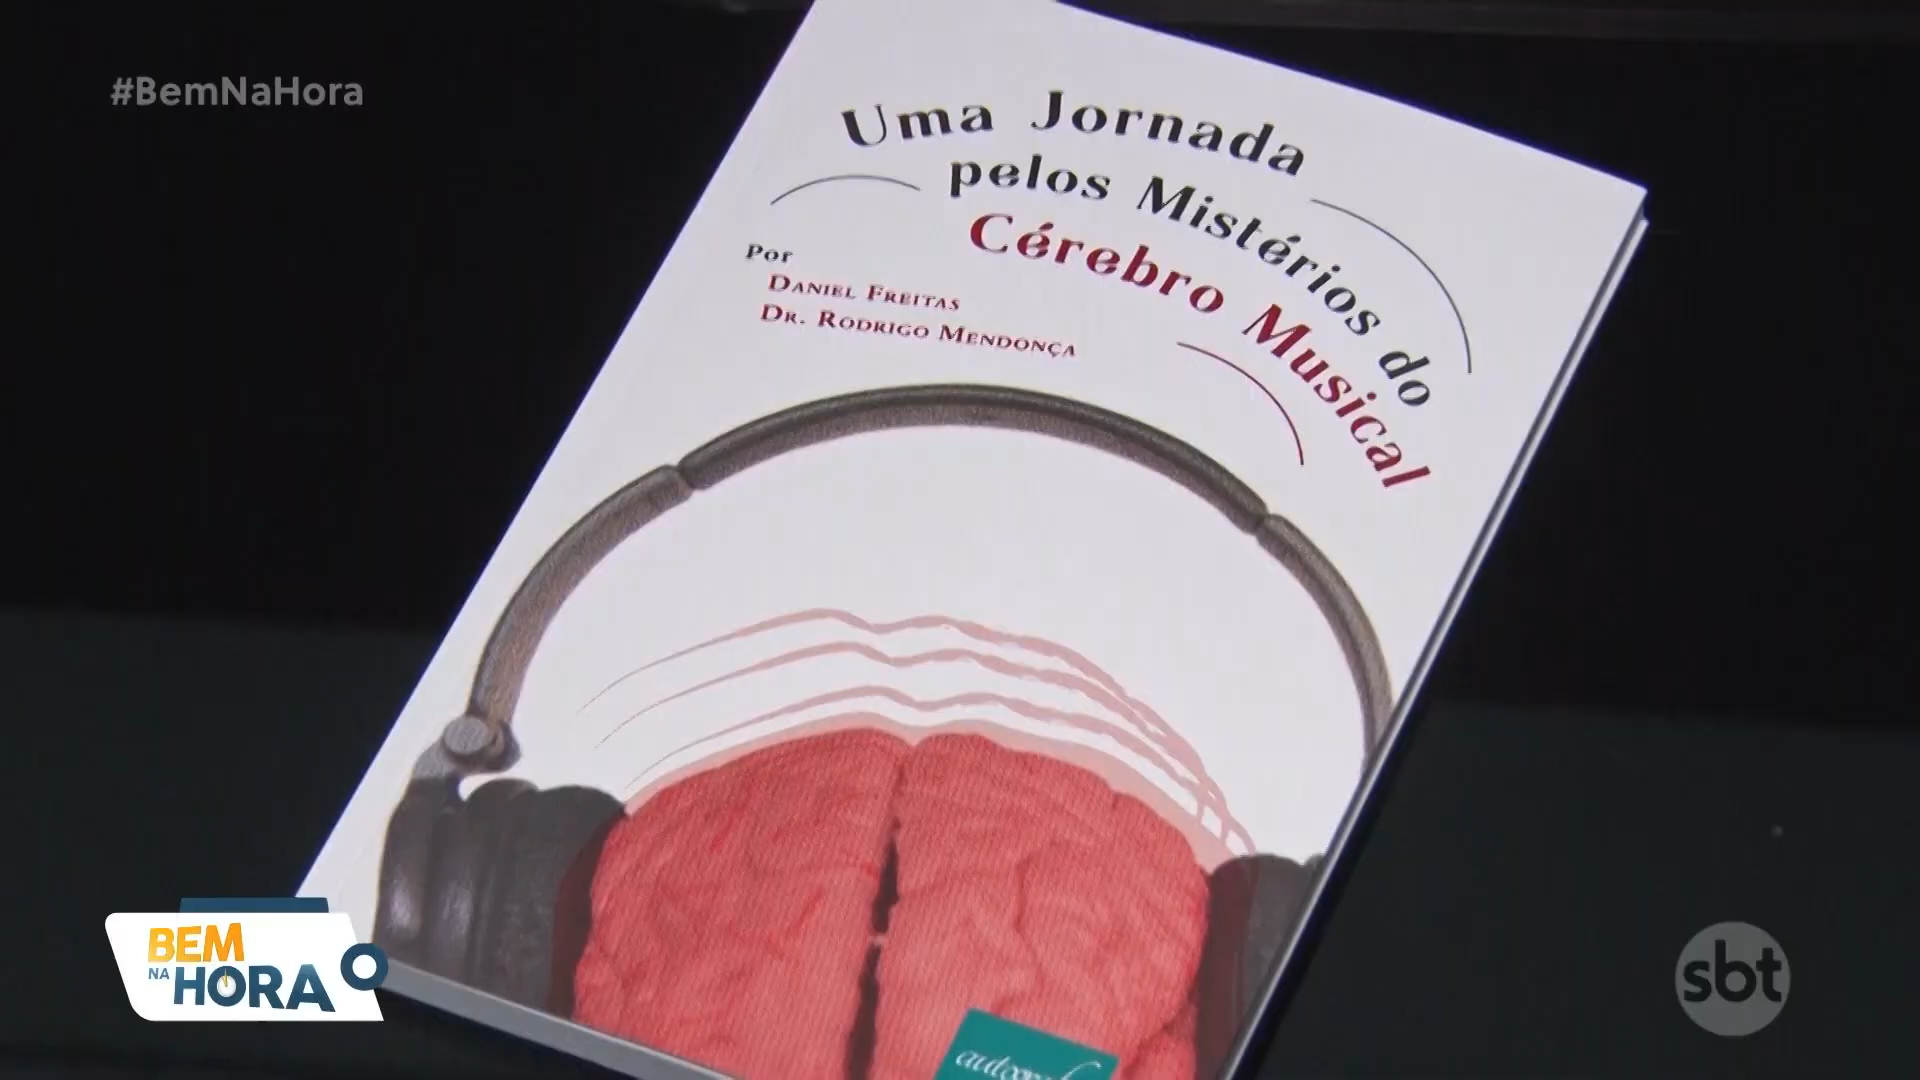 #BemNaHora
Uma Jornada
pelos Mistérios do
Cérebro Musical
Por
DANIEL FREITAS
DR. RODRIGO MENDONÇA
BEM
NA HORA
sbt